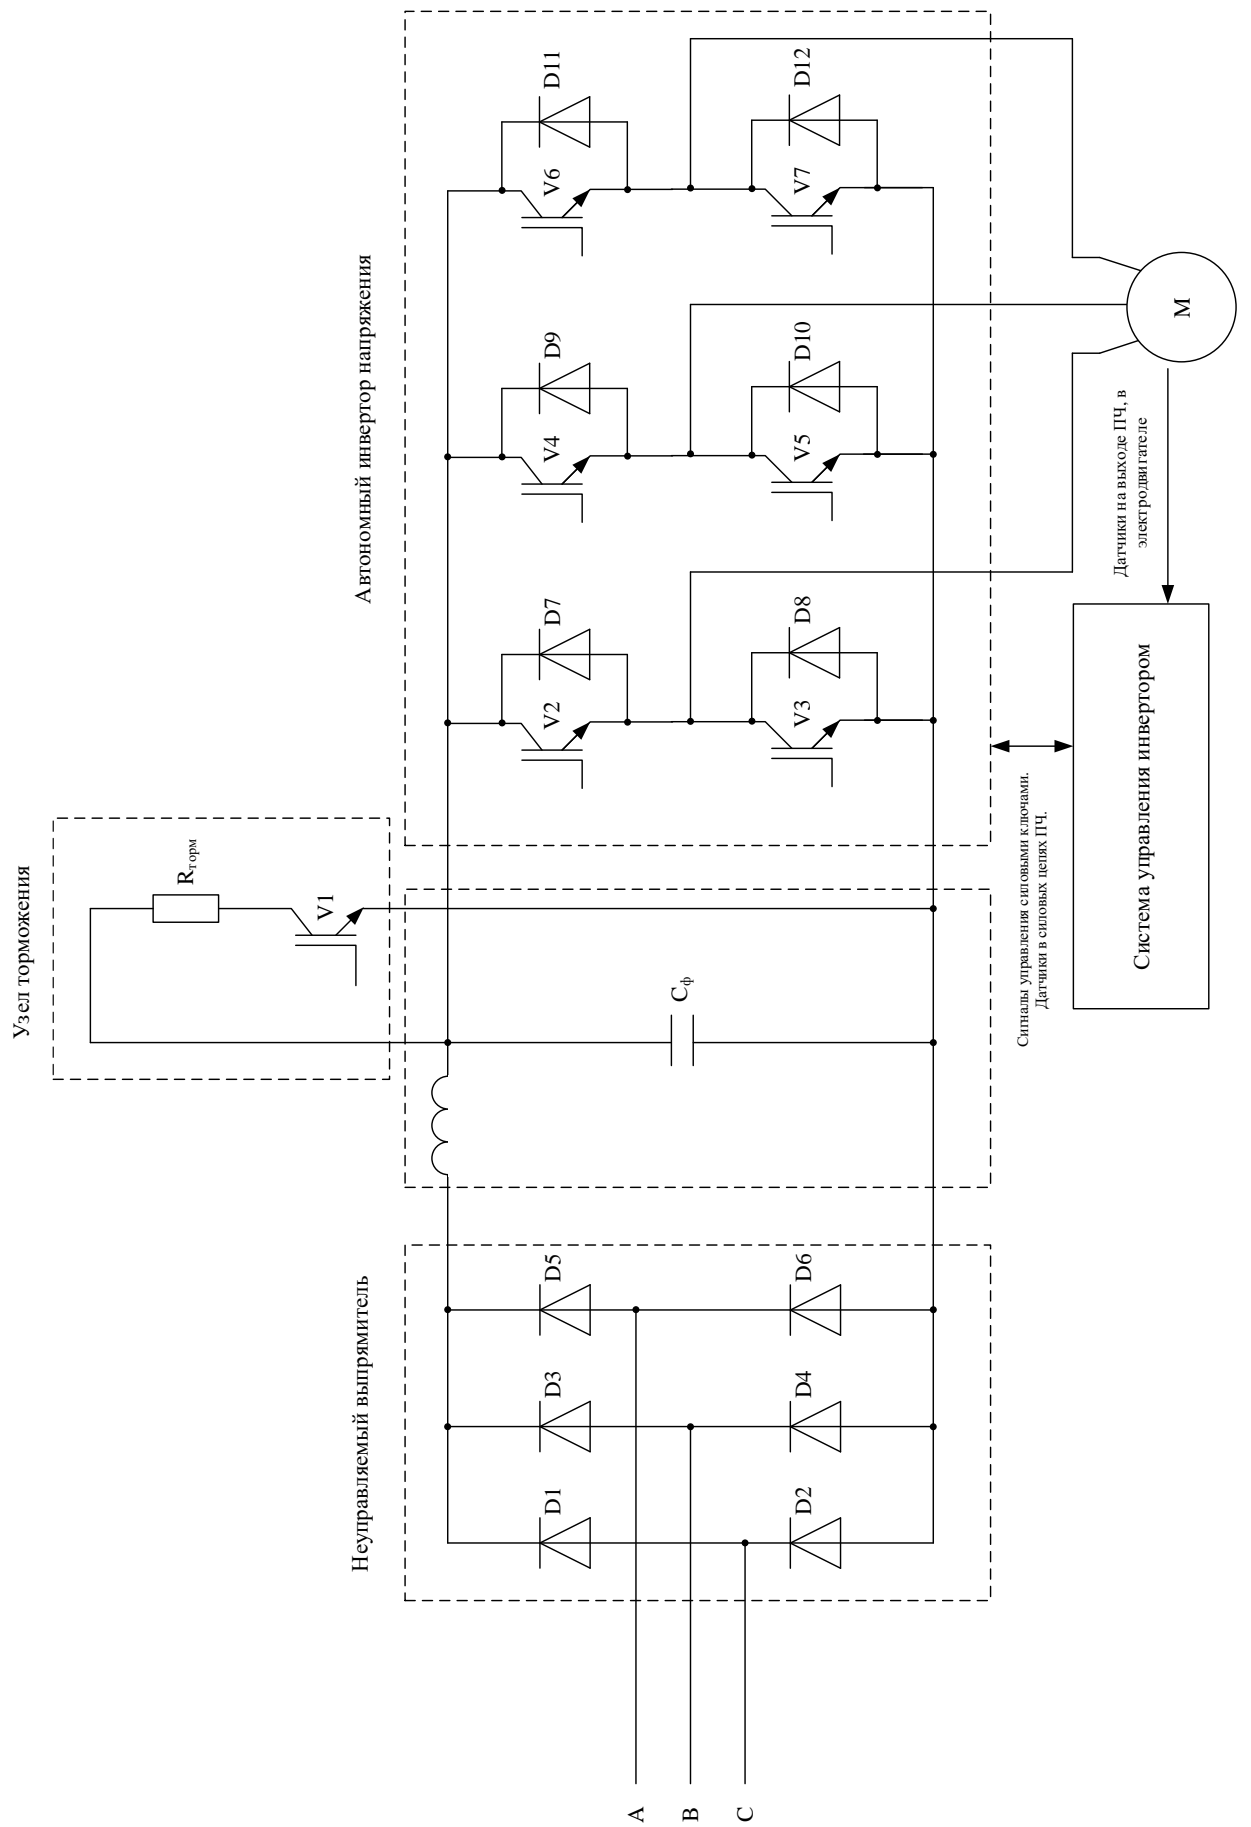 Узел торможения
Rторм
V1
Неуправляемый выпрямитель
Автономный инвертор напряжения
D1
D3
D5
D2
D4
D6
A
B
C
Cф
V2
D7
V4
D9
V6
D11
V3
D8
V5
D10
V7
D12
Сигналы управления силовыми ключами.
Датчики в силовых цепях ПЧ.
Датчики на выходе ПЧ, в
электродвигателе
Система управления инвертором
M